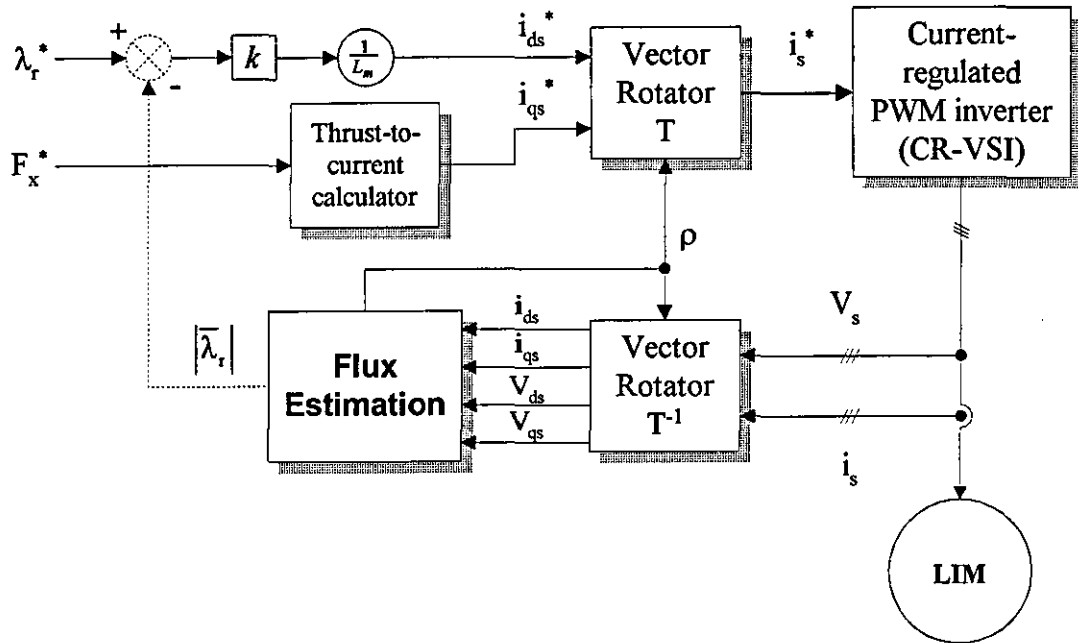 λr*
+
-
k
1/Lm
ids*
iqs*
Fx*
Thrust-to-
current
calculator
Vector
Rotator
T
is*
Current-
regulated
PWM inverter
(CR-VSI)
ρ
|λ̅r|
Flux
Estimation
ids
iqs
Vds
Vqs
Vector
Rotator
T-1
Vs
is
LIM